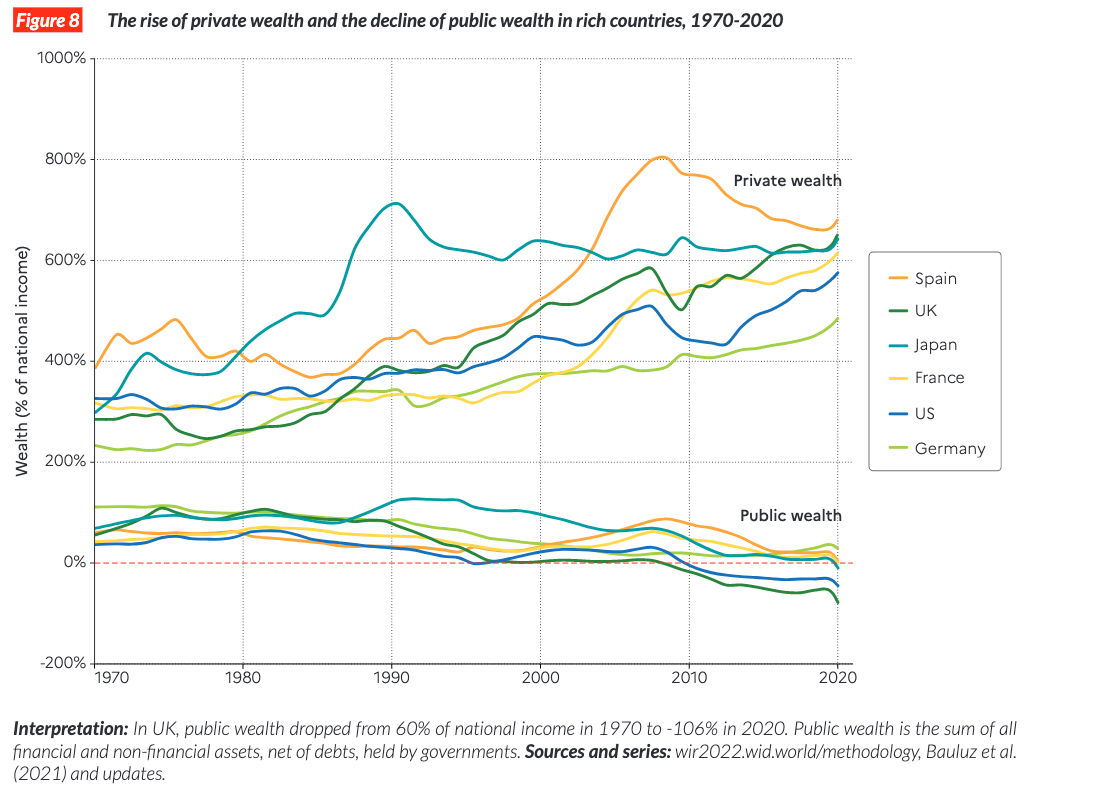 Figure 8 The rise of private wealth and the decline of public wealth in rich countries, 1970-2020
1000%
800%
600%
400%
200%
0%
-200%
Wealth (% of national income)
Private wealth
Public wealth
1970 1980 1990 2000 2010 2020
Spain
UK
Japan
France
US
Germany
Interpretation: In UK, public wealth dropped from 60% of national income in 1970 to -106% in 2020. Public wealth is the sum of all
financial and non-financial assets, net of debts, held by governments. Sources and series: wir2022.wid.world/methodology, Bauluz et al.
(2021) and updates.